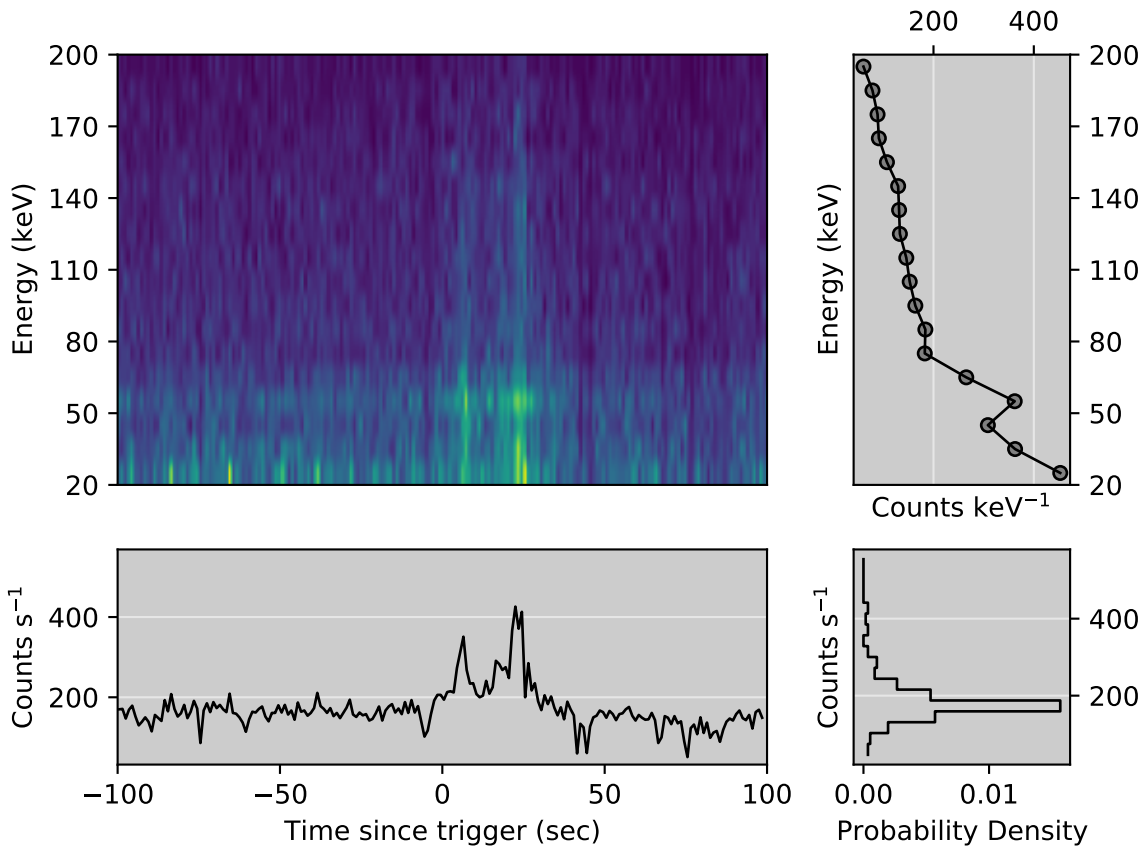 200 400
200 200
170 170
140 140
110 110
80 80
50 50
20 20
Energy (keV)
Energy (keV)
Counts keV⁻¹
400 400
200 200
Counts s⁻¹
Counts s⁻¹
−100 −50 0 50 100 0.00 0.01
Time since trigger (sec) Probability Density